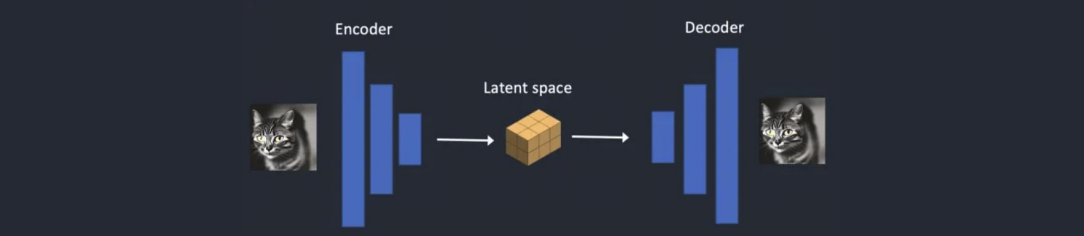 Encoder
Decoder
Latent space